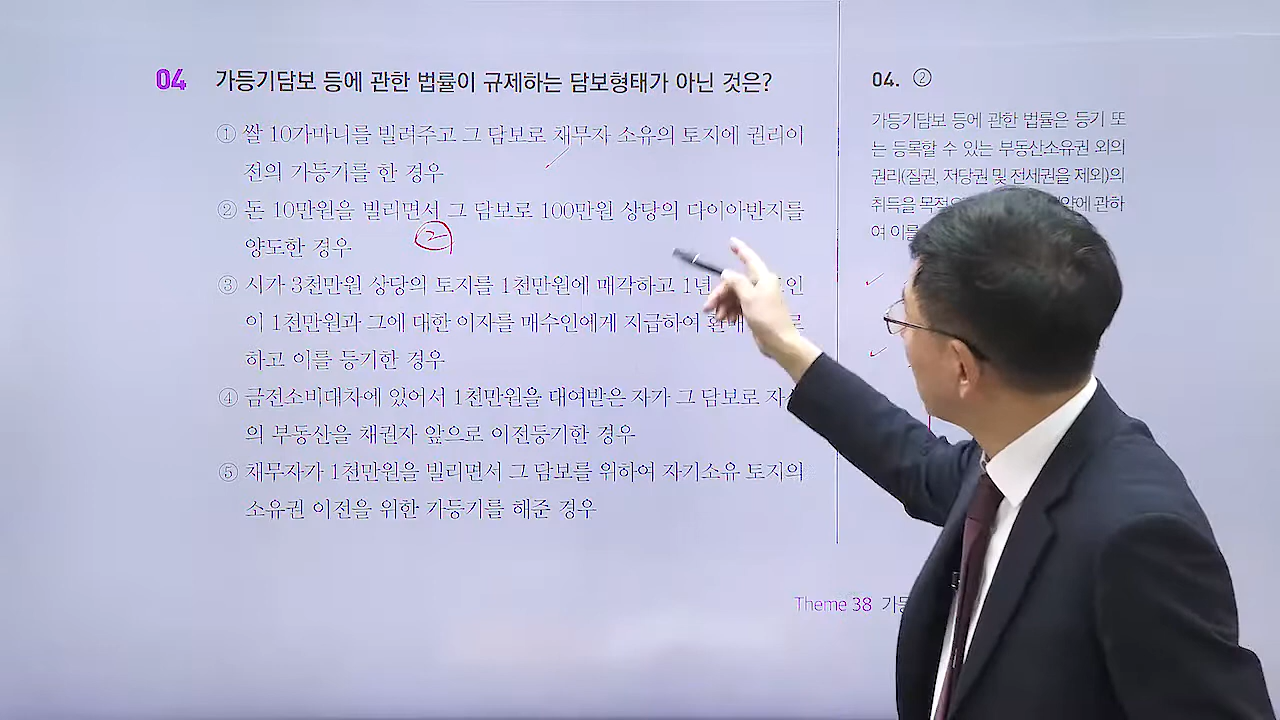 04 가등기담보 등에 관한 법률이 규제하는 담보형태가 아닌 것은?
① 쌀 10가마니를 빌려주고 그 담보로 채무자 소유의 토지에 권리이
전의 가등기를 한 경우
② 돈 10만원을 빌리면서 그 담보로 100만원 상당의 다이아반지를
양도한 경우
②
③ 시가 3천만원 상당의 토지를 1천만원에 매각하고 1년
이 1천만원과 그에 대한 이자를 매수인에게 지급하여
하고 이를 등기한 경우
④ 금전소비대차에 있어서 1천만원을 대여받은 자가 그 담보로
의 부동산을 채권자 앞으로 이전등기한 경우
⑤ 채무자가 1천만원을 빌리면서 그 담보를 위하여 자기소유 토지의
소유권 이전을 위한 가등기를 해준 경우
04. ②
가등기담보 등에 관한 법률은 등기 또
는 등록할 수 있는 부동산소유권 외의
권리(질권, 저당권 및 전세권을 제외)의
취득을 관하
여 이를
Theme 38